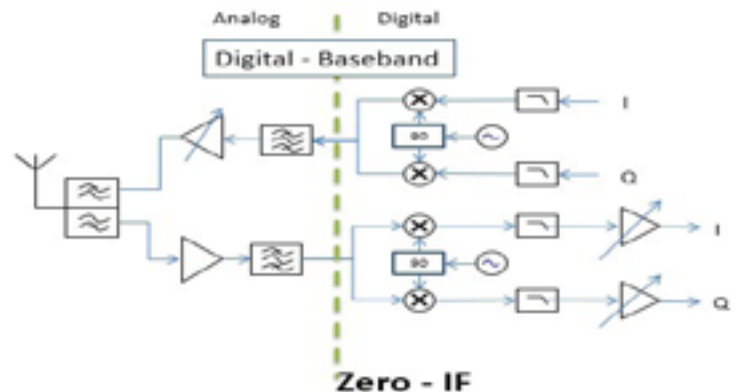 Analog Digital
Digital - Baseband
I
90
Q
I
90
Q
Zero - IF